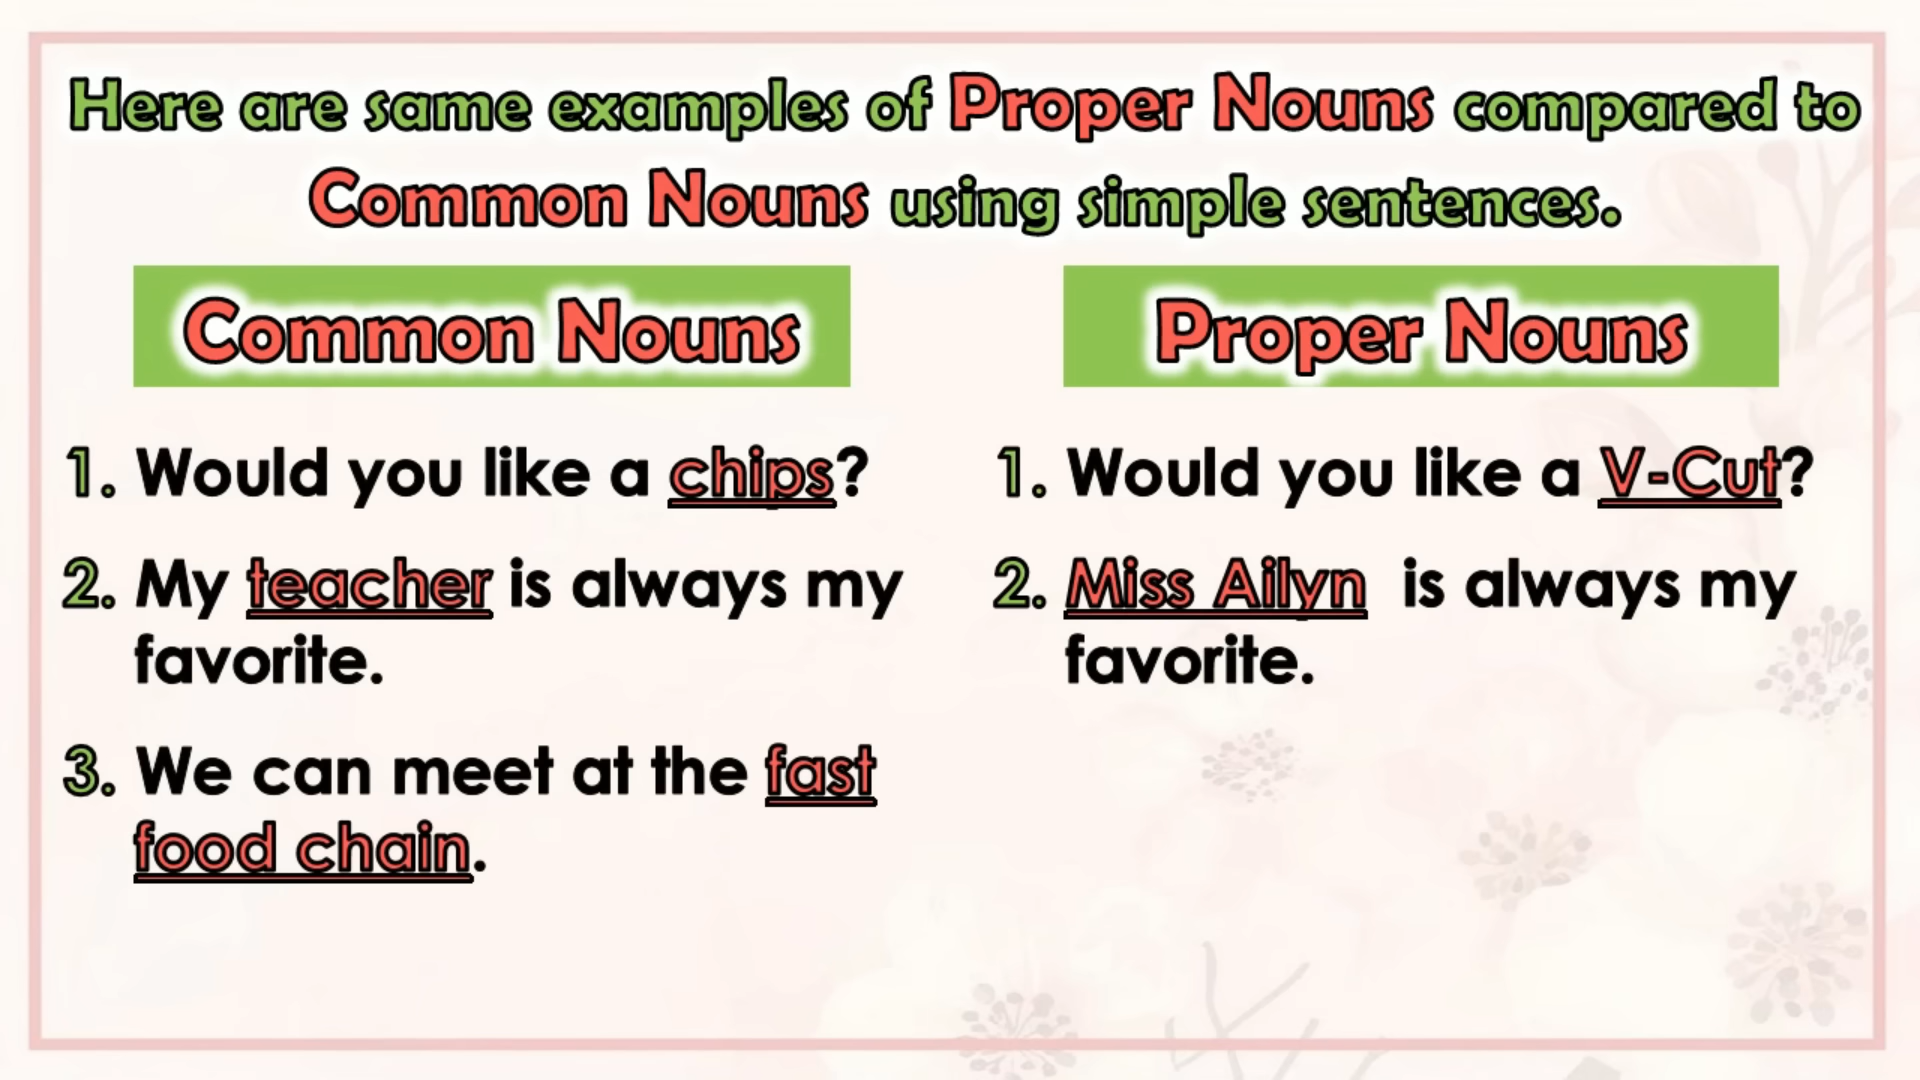 Here are same examples of Proper Nouns compared to
Common Nouns using simple sentences.
Common Nouns
1. Would you like a chips?
2. My teacher is always my
favorite.
3. We can meet at the fast
food chain.
Proper Nouns
1. Would you like a V-Cut?
2. Miss Ailyn is always my
favorite.